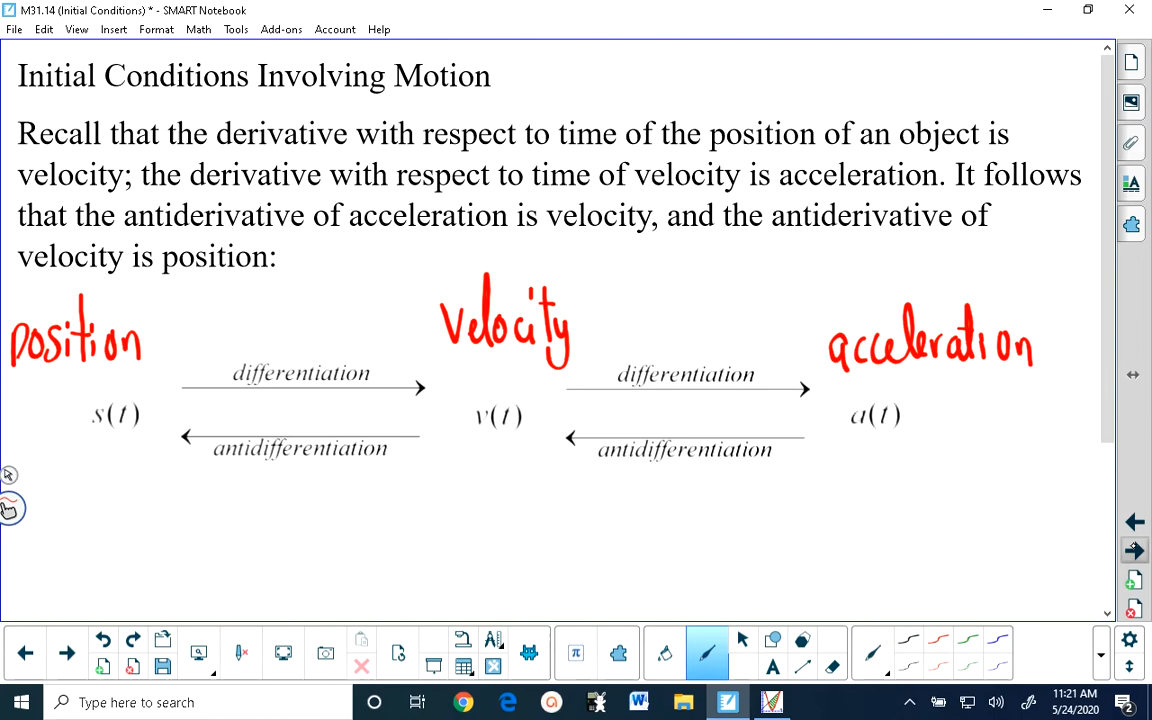 M31.14 (Initial Conditions) * - SMART Notebook
File Edit View Insert Format Math Tools Add-ons Account Help
Initial Conditions Involving Motion
Recall that the derivative with respect to time of the position of an object is
velocity; the derivative with respect to time of velocity is acceleration. It follows
that the antiderivative of acceleration is velocity, and the antiderivative of
velocity is position:
position velocity acceleration
differentiation differentiation
s(t) v(t) a(t)
antidifferentiation antidifferentiation
Type here to search
11:21 AM
5/24/2020
2